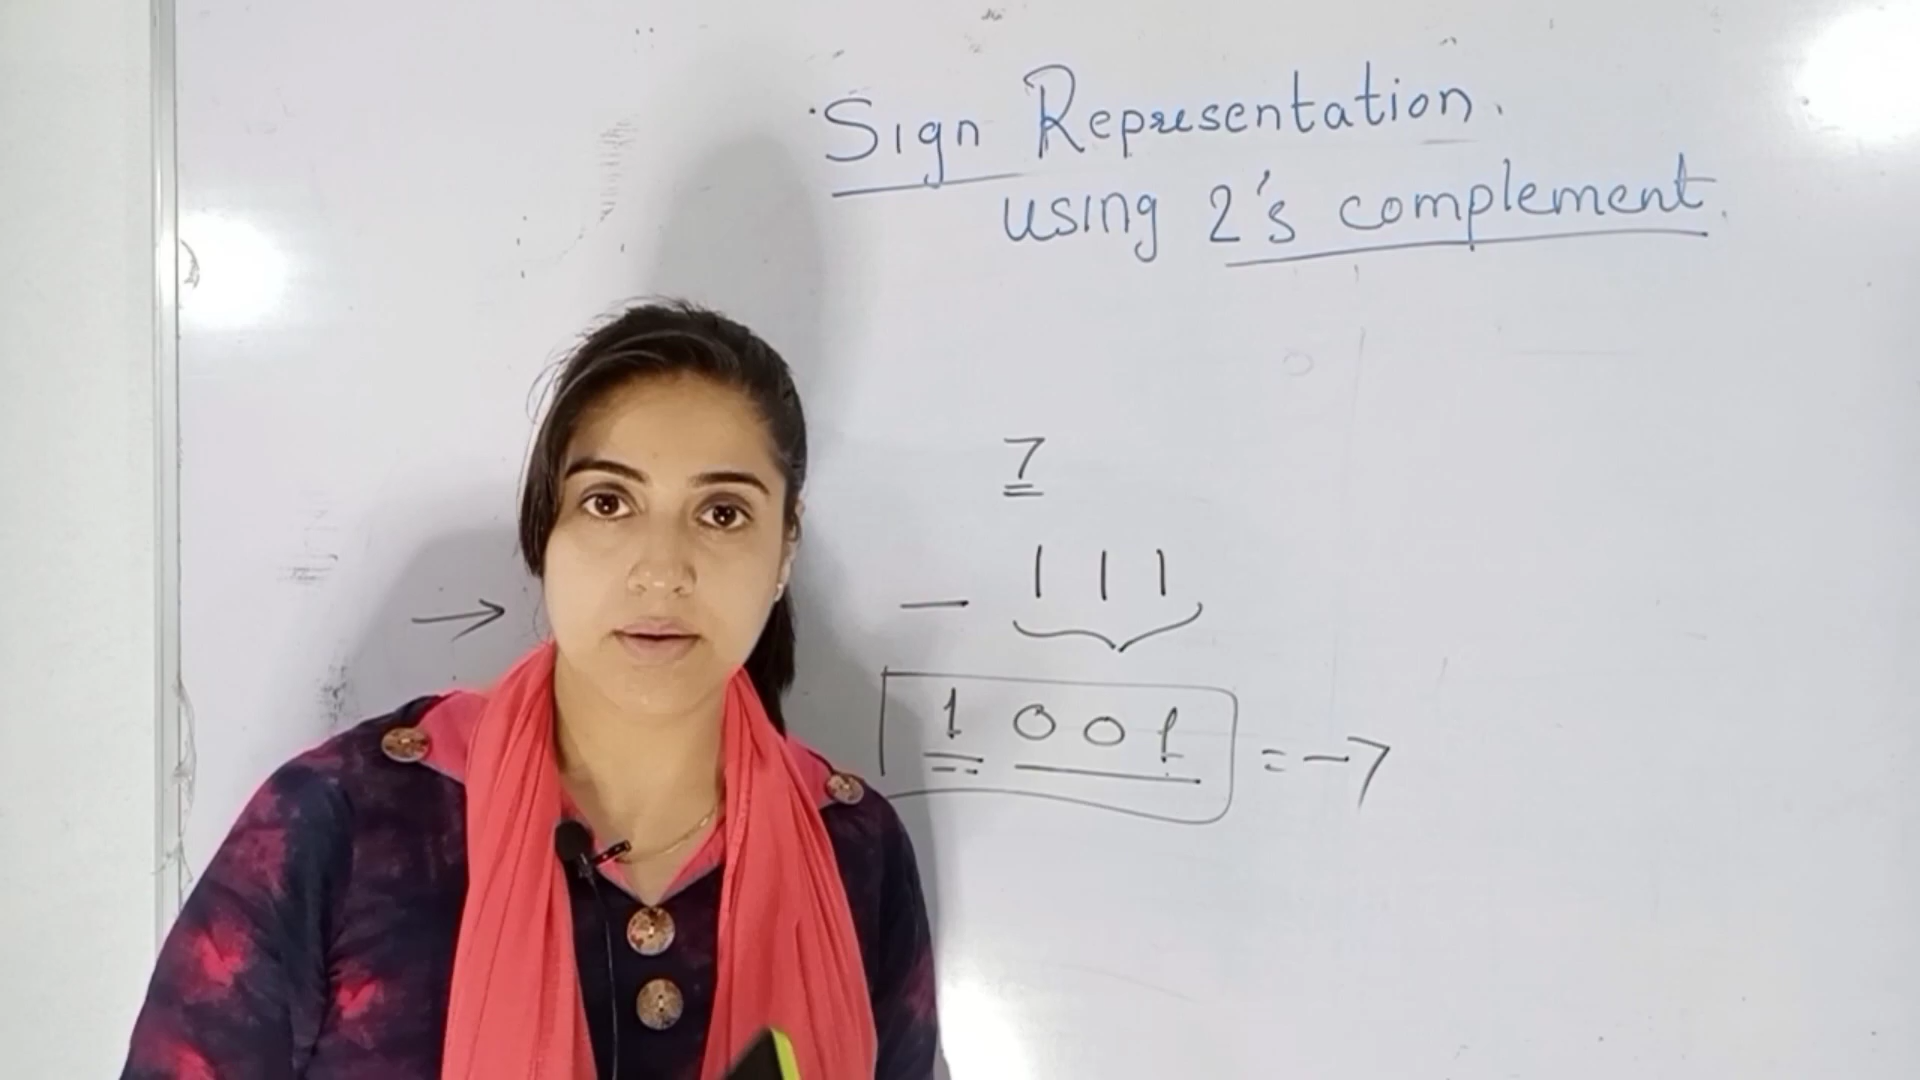 Sign Representation.
using 2's complement.
7
→ – 111
1001 = -7